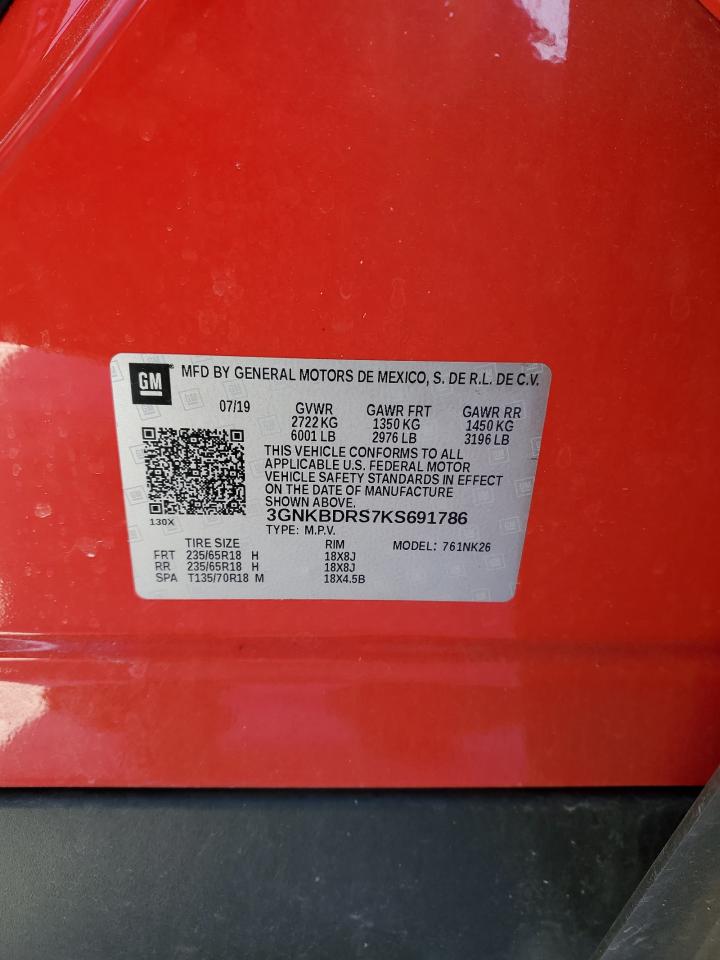 GM
MFD BY GENERAL MOTORS DE MEXICO, S. DE R.L. DE C.V.
07/19 GVWR GAWR FRT GAWR RR
2722 KG 1350 KG 1450 KG
6001 LB 2976 LB 3196 LB
THIS VEHICLE CONFORMS TO ALL
APPLICABLE U.S. FEDERAL MOTOR
VEHICLE SAFETY STANDARDS IN EFFECT
ON THE DATE OF MANUFACTURE
SHOWN ABOVE.
3GNKBDRS7KS691786
130X
TYPE: M.P.V.
TIRE SIZE RIM MODEL: 761NK26
FRT 235/65R18 H 18X8J
RR 235/65R18 H 18X8J
SPA T135/70R18 M 18X4.5B